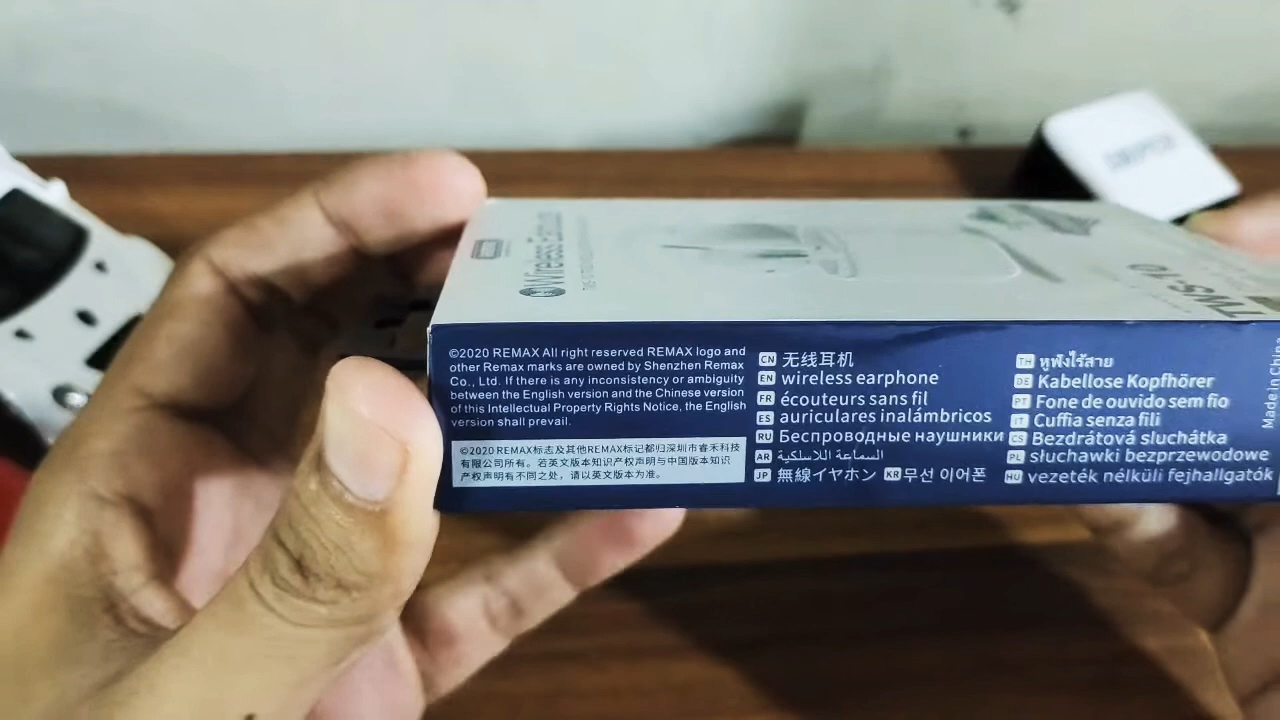 Wireless Earbuds
TWS-10
©2020 REMAX All right reserved REMAX logo and
other Remax marks are owned by Shenzhen Remax
Co., Ltd. If there is any inconsistency or ambiguity
between the English version and the Chinese version
of this Intellectual Property Rights Notice, the English
version shall prevail.
©2020 REMAX标志及其他REMAX标记都归深圳市睿禾科技
有限公司所有。若英文版本知识产权声明与中国版本知识
产权声明有不同之处，请以英文版本为准。
CN 无线耳机
EN wireless earphone
FR écouteurs sans fil
ES auriculares inalámbricos
RU Беспроводные наушники
AR السماعة اللاسلكية
JP 無線イヤホン KR 무선 이어폰
TH หูฟังไร้สาย
DE Kabellose Kopfhörer
PT Fone de ouvido sem fio
IT Cuffia senza fili
CS Bezdrátová sluchátka
PL słuchawki bezprzewodowe
HU vezeték nélküli fejhallgatók
Made in China